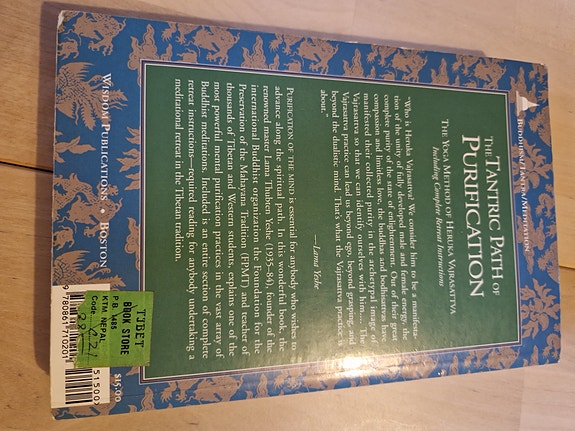 BUDDHISM/TANTRA/MEDITATION
THE TANTRIC PATH OF
PURIFICATION
THE YOGA METHOD OF HERUKA VAJRASATTVA
Including Complete Retreat Instructions
"Who is Heruka Vajrasattva? We consider him to be a manifesta-
tion of the unity of fully developed male and female energy, the
complete purity of the state of enlightenment. Out of their great
compassion and limitless love, the buddhas and bodhisattvas have
manifested their collected purity in the archetypal image of
Vajrasattva so that we can identify ourselves with him.... The
Vajrasattva practice can lead us beyond ego, beyond grasping, and
beyond the dualistic mind. That's what the Vajrasattva practice is
about."
—Lama Yeshe
PURIFICATION OF THE MIND is essential for anybody who wishes to
advance along the spiritual path. In this wonderful book, the
renowned master Lama Thubten Yeshe (1935–84), founder of the
international Buddhist organization the Foundation for the
Preservation of the Mahayana Tradition (FPMT) and teacher of
thousands of Tibetan and Western students, explains one of the
most powerful mental purification practices in the vast array of
Buddhist meditations. Included is an entire section of complete
retreat instructions—required reading for anybody undertaking a
meditational retreat in the Tibetan tradition.
WISDOM PUBLICATIONS • BOSTON
TIBET
BOOK STORE
P.B. 1485
KTM. NEPAL
Code
9 780861 710201
51500
$15.00